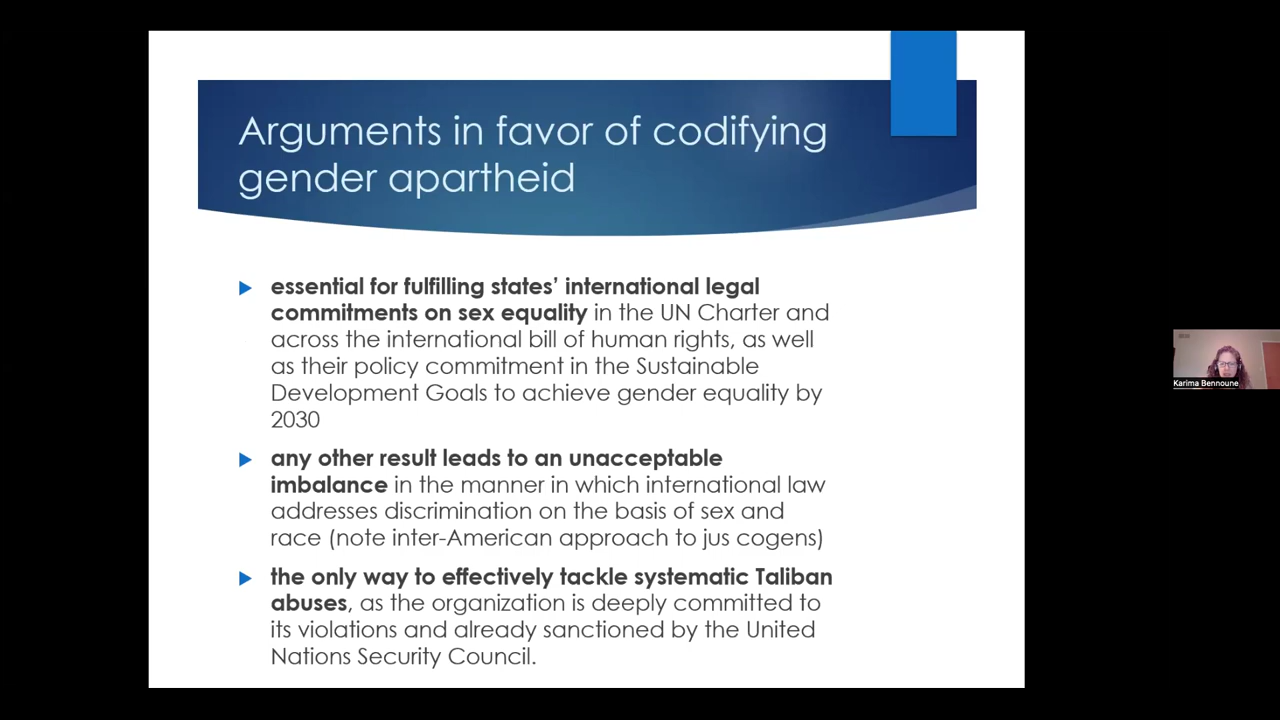 Arguments in favor of codifying
gender apartheid
essential for fulfilling states’ international legal
commitments on sex equality in the UN Charter and
across the international bill of human rights, as well
as their policy commitment in the Sustainable
Development Goals to achieve gender equality by
2030
any other result leads to an unacceptable
imbalance in the manner in which international law
addresses discrimination on the basis of sex and
race (note inter-American approach to jus cogens)
the only way to effectively tackle systematic Taliban
abuses, as the organization is deeply committed to
its violations and already sanctioned by the United
Nations Security Council.
Karima Bennoune